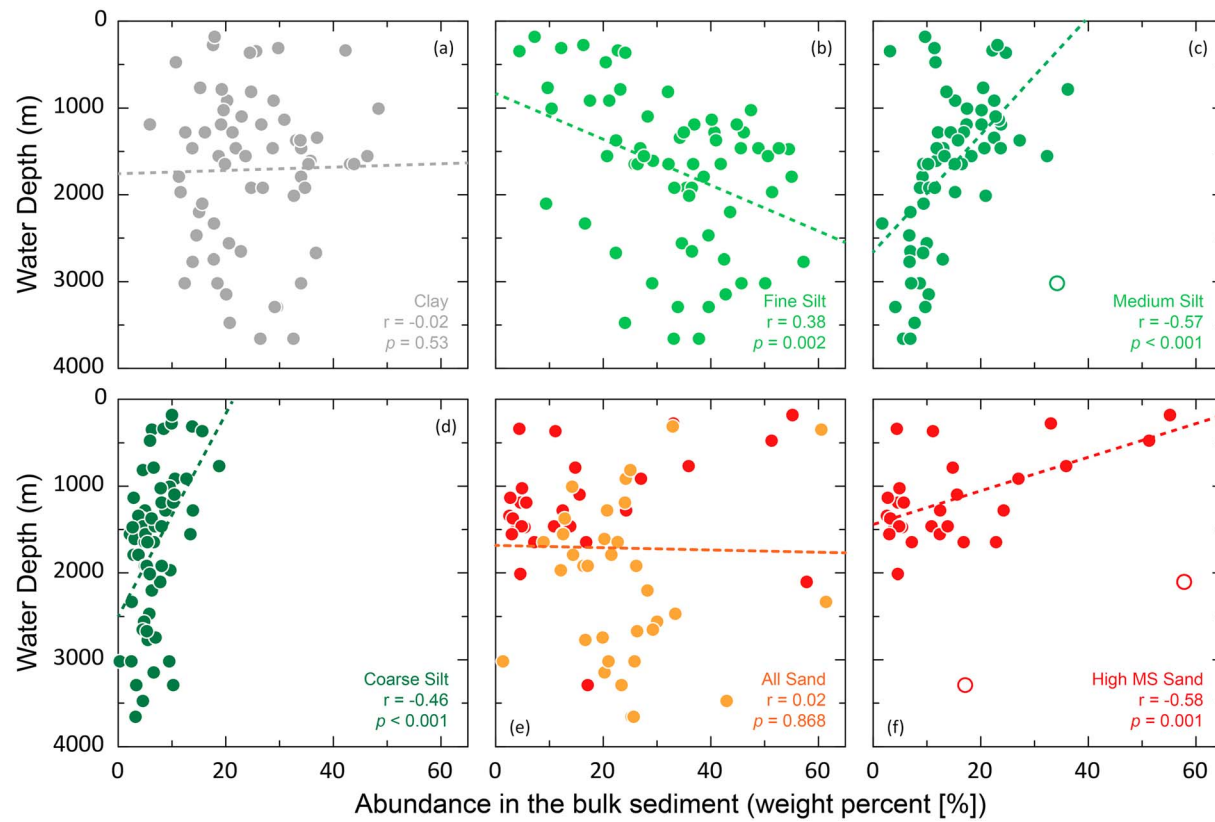 0
1000
2000
3000
4000
Water Depth (m)
(a)
Clay
r = -0.02
p = 0.53
(b)
Fine Silt
r = 0.38
p = 0.002
(c)
Medium Silt
r = -0.57
p < 0.001
0
1000
2000
3000
4000
Water Depth (m)
(d)
Coarse Silt
r = -0.46
p < 0.001
(e)
All Sand
r = 0.02
p = 0.868
(f)
High MS Sand
r = -0.58
p = 0.001
0 20 40 60 0 20 40 60 0 20 40 60
Abundance in the bulk sediment (weight percent [%])